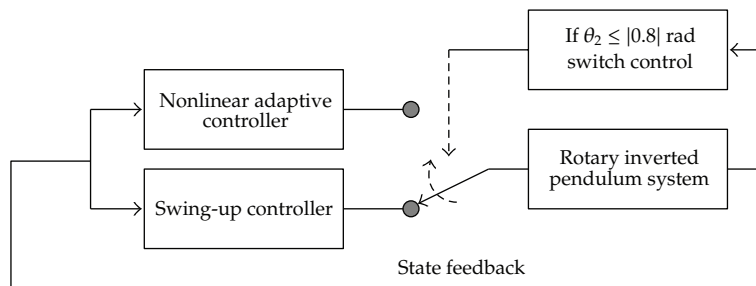 If θ₂ ≤ |0.8| rad
switch control
Nonlinear adaptive
controller
Rotary inverted
pendulum system
Swing-up controller
State feedback